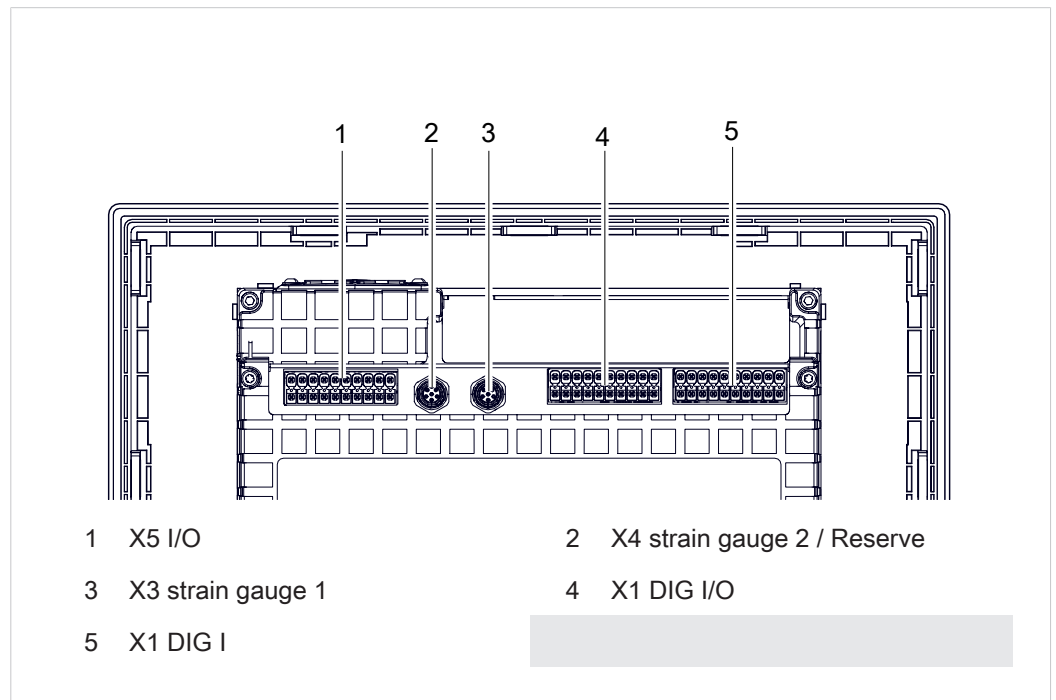 1 2 3 4 5
1 X5 I/O 2 X4 strain gauge 2 / Reserve
3 X3 strain gauge 1 4 X1 DIG I/O
5 X1 DIG I